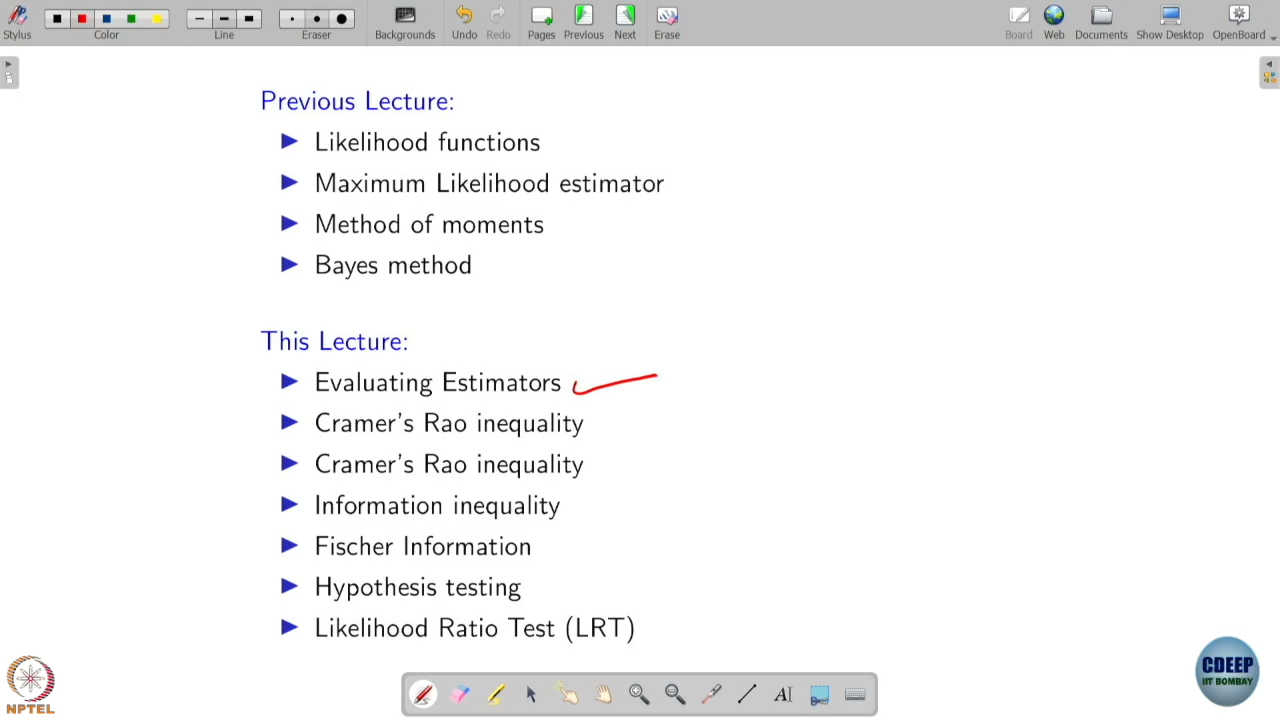 Stylus
Color
Line
Eraser
Backgrounds
Undo
Redo
Pages
Previous
Next
Erase
Board
Web
Documents
Show Desktop
OpenBoard
Previous Lecture:
Likelihood functions
Maximum Likelihood estimator
Method of moments
Bayes method
This Lecture:
Evaluating Estimators
Cramer's Rao inequality
Cramer's Rao inequality
Information inequality
Fischer Information
Hypothesis testing
Likelihood Ratio Test (LRT)
NPTEL
AI
CDEEP
IIT BOMBAY